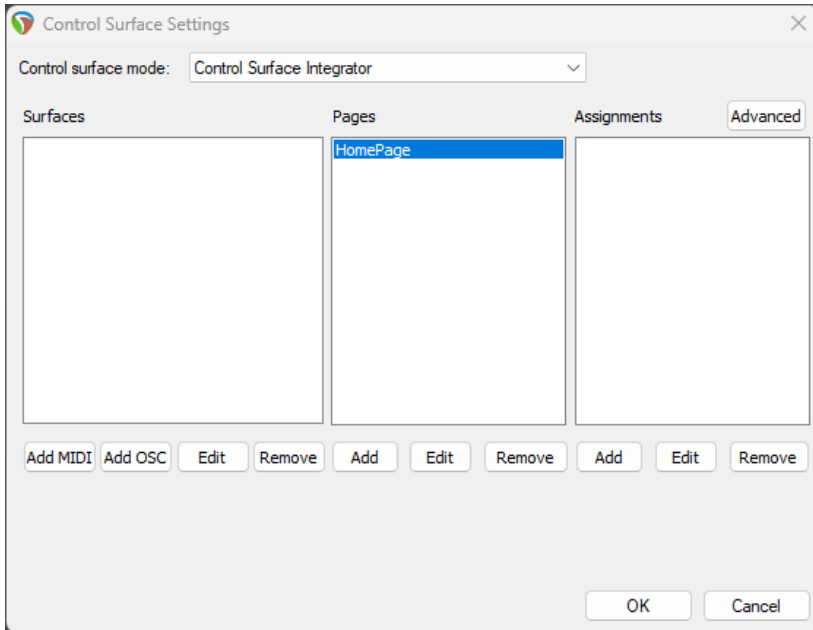 Control Surface Settings
Control surface mode: Control Surface Integrator
Surfaces Pages Assignments Advanced
HomePage
Add MIDI Add OSC Edit Remove Add Edit Remove Add Edit Remove
OK Cancel